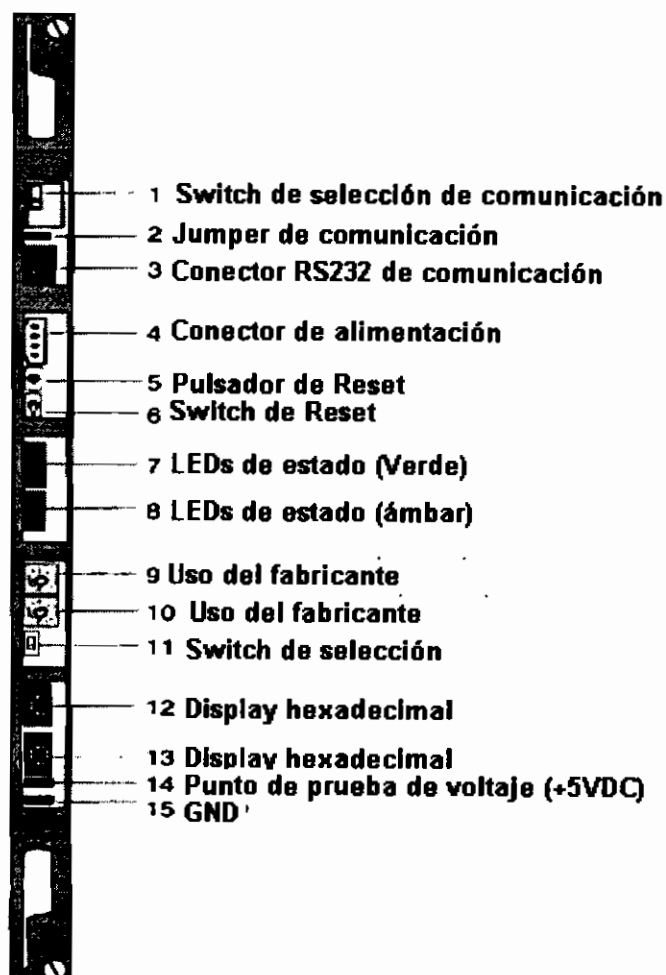 1 Switch de selección de comunicación
2 Jumper de comunicación
3 Conector RS232 de comunicación
4 Conector de alimentación
5 Pulsador de Reset
6 Switch de Reset
7 LEDs de estado (Verde)
8 LEDs de estado (ámbar)
9 Uso del fabricante
10 Uso del fabricante
11 Switch de selección
12 Display hexadecimal
13 Display hexadecimal
14 Punto de prueba de voltaje (+5VDC)
15 GND